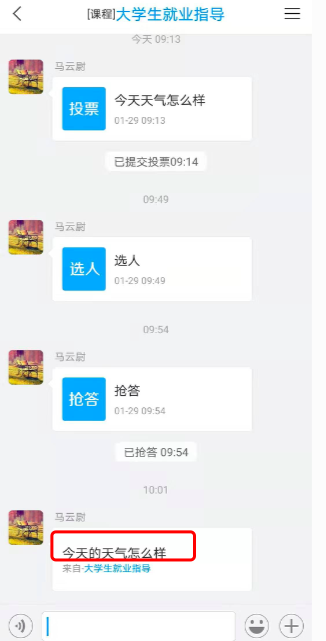 [课程]大学生就业指导
今天 09:13
马云尉
投票
今天天气怎么样
01-29 09:13
已提交投票09:14
09:49
马云尉
选人
选人
01-29 09:49
09:54
马云尉
抢答
抢答
01-29 09:54
已抢答 09:54
10:01
马云尉
今天的天气怎么样
来自-大学生就业指导